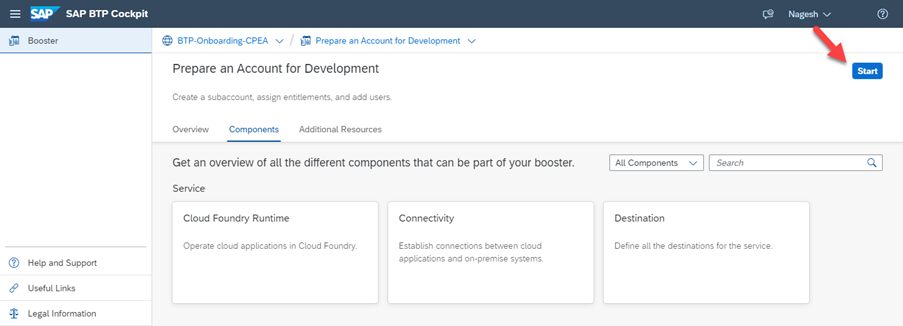 SAP SAP BTP Cockpit
Nagesh
Booster
BTP-Onboarding-CPEA / Prepare an Account for Development
Prepare an Account for Development
Start
Create a subaccount, assign entitlements, and add users.
Overview Components Additional Resources
Get an overview of all the different components that can be part of your booster.
All Components
Search
Service
Cloud Foundry Runtime
Operate cloud applications in Cloud Foundry.
Connectivity
Establish connections between cloud
applications and on-premise systems.
Destination
Define all the destinations for the service.
Help and Support
Useful Links
Legal Information